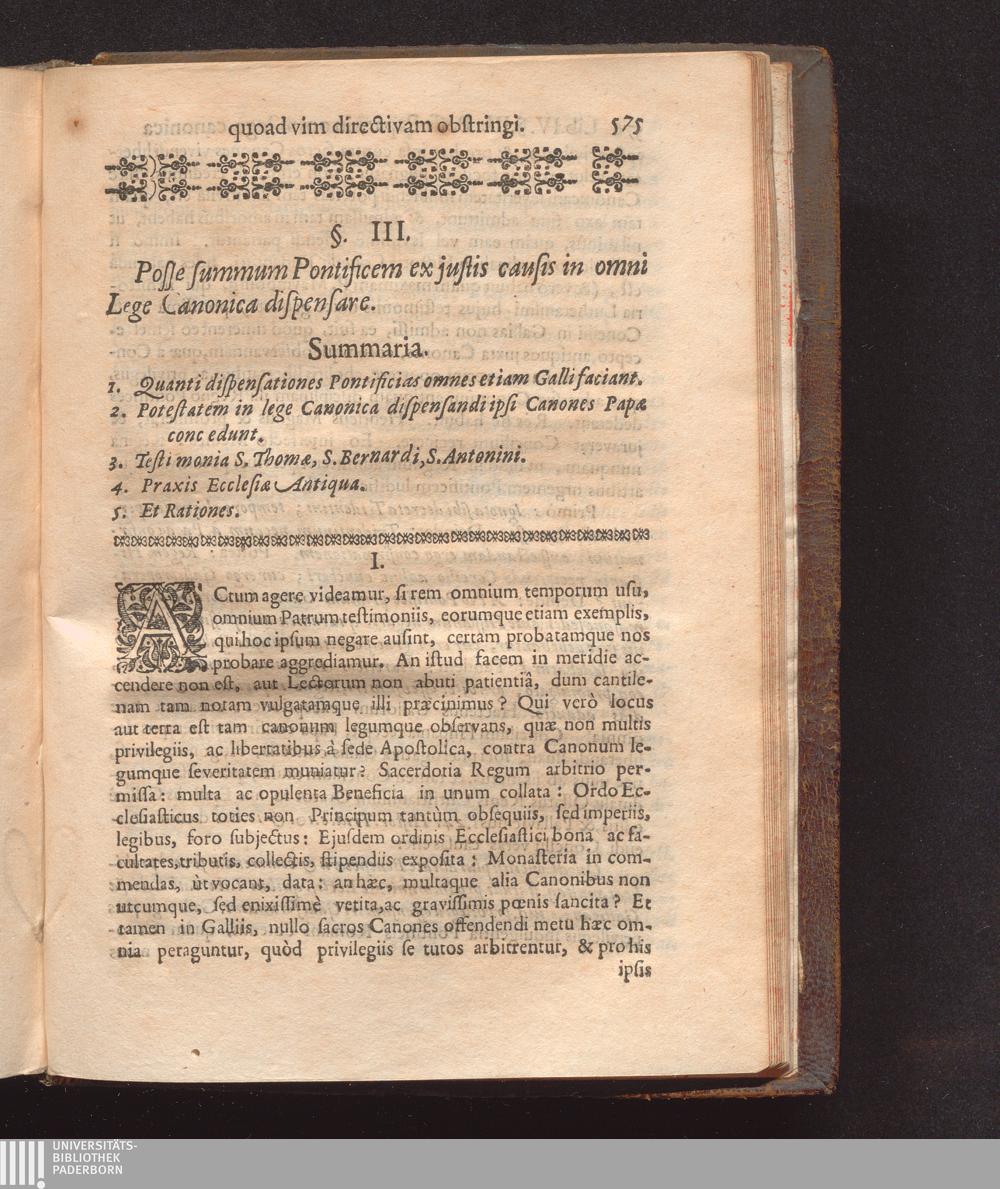 quoad vim directivam obstringi. 575
§. III.
Posse summum Pontificem ex justis causis in omni
Lege Canonica dispensare.
Summaria.
1. Quanti dispensationes Pontificias omnes etiam Galli faciant.
2. Potestatem in lege Canonica dispensandi ipsi Canones Papæ
conc edunt.
3. Testi monia S. Thomæ, S. Bernardi, S. Antonini.
4. Praxis Ecclesiæ Antiqua.
5. Et Rationes.
I.
ACtum agere videamur, si rem omnium temporum usu,
omnium Patrum testimoniis, eorumque etiam exemplis,
qui hoc ipsum negare ausint, certam probatamque nos
probare aggrediamur. An istud facem in meridie ac-
cendere non est, aut Lectorum non abuti patientiâ, dum cantile-
nam tam notam vulgatamque illi præcinimus? Qui verò locus
aut terra est tam canonum legumque observans, quæ non multis
privilegiis, ac libertatibus à sede Apostolica, contra Canonum le-
gumque severitatem muniatur? Sacerdotia Regum arbitrio per-
missa: multa ac opulenta Beneficia in unum collata: Ordo Ec-
clesiasticus toties non Principum tantùm obsequiis, sed imperiis,
legibus, foro subjectus: Ejusdem ordinis Ecclesiastici bona ac fa-
cultates, tributis, collectis, stipendiis exposita: Monasteria in com-
mendas, ùt vocant, data: an hæc, multaque alia Canonibus non
utcumque, sed enixissimè vetita, ac gravissimis pœnis sancita? Et
tamen in Galliis, nullo sacros Canones offendendi metu hæc om-
nia peraguntur, quòd privilegiis se tutos arbitrentur, & pro his
ipsis
UNIVERSITÄTS-
BIBLIOTHEK
PADERBORN